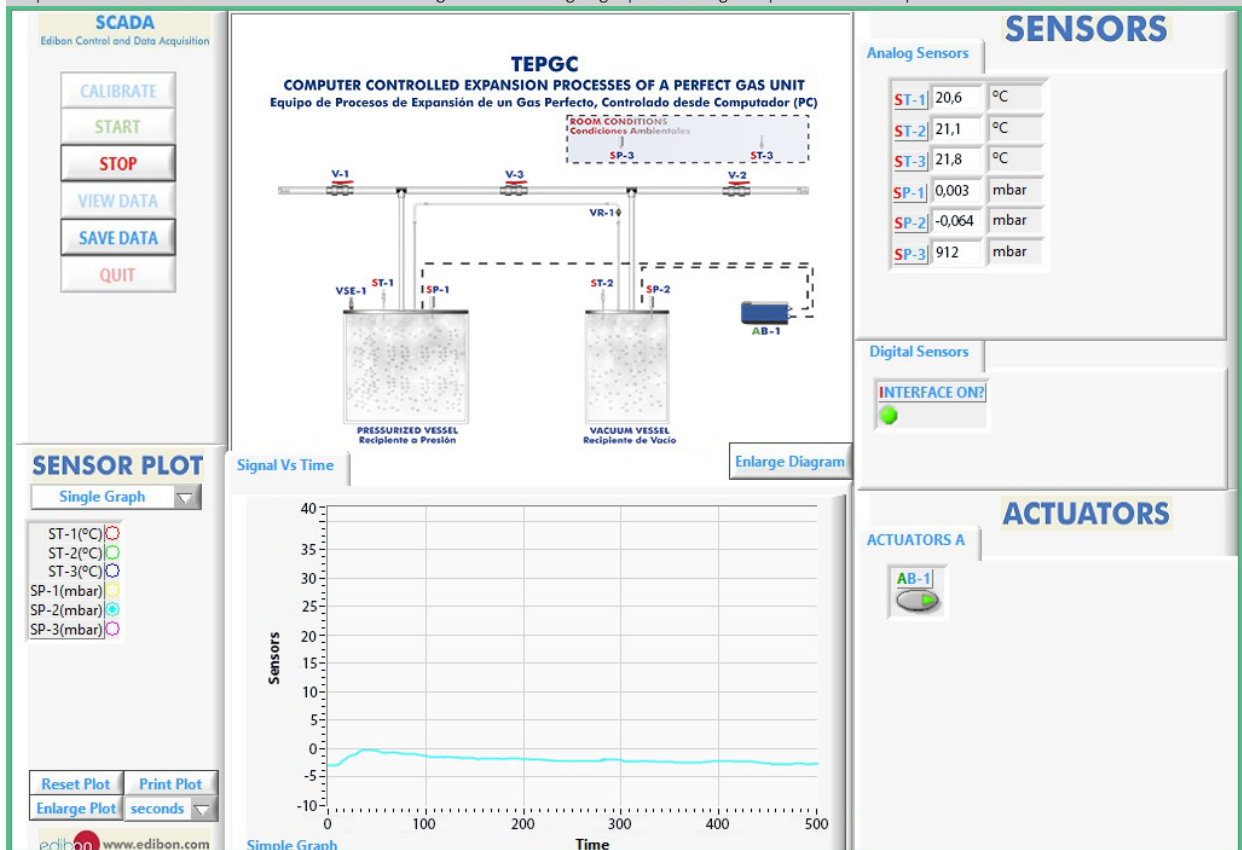 SCADA
Edibon Control and Data Acquisition
CALIBRATE
START
STOP
VIEW DATA
SAVE DATA
QUIT
TEPGC
COMPUTER CONTROLLED EXPANSION PROCESSES OF A PERFECT GAS UNIT
Equipo de Procesos de Expansión de un Gas Perfecto, Controlado desde Computador (PC)
ROOM CONDITIONS
Condiciones Ambientales
SP-3 ST-3
V-1 V-3 V-2
VR-1
VSE-1 ST-1 SP-1 ST-2 SP-2
AB-1
PRESSURIZED VESSEL
Recipiente a Presión
VACUUM VESSEL
Recipiente de Vacío
Enlarge Diagram
SENSORS
Analog Sensors
ST-1 20,6 ºC
ST-2 21,1 ºC
ST-3 21,8 ºC
SP-1 0,003 mbar
SP-2 -0,064 mbar
SP-3 912 mbar
Digital Sensors
INTERFACE ON?
SENSOR PLOT
Single Graph
ST-1(ºC)
ST-2(ºC)
ST-3(ºC)
SP-1(mbar)
SP-2(mbar)
SP-3(mbar)
Reset Plot Print Plot
Enlarge Plot seconds
edibon www.edibon.com
Signal Vs Time
Sensors
40
35
30
25
20
15
10
5
0
-5
-10
0 100 200 300 400 500
Time
Simple Graph
ACTUATORS
ACTUATORS A
AB-1